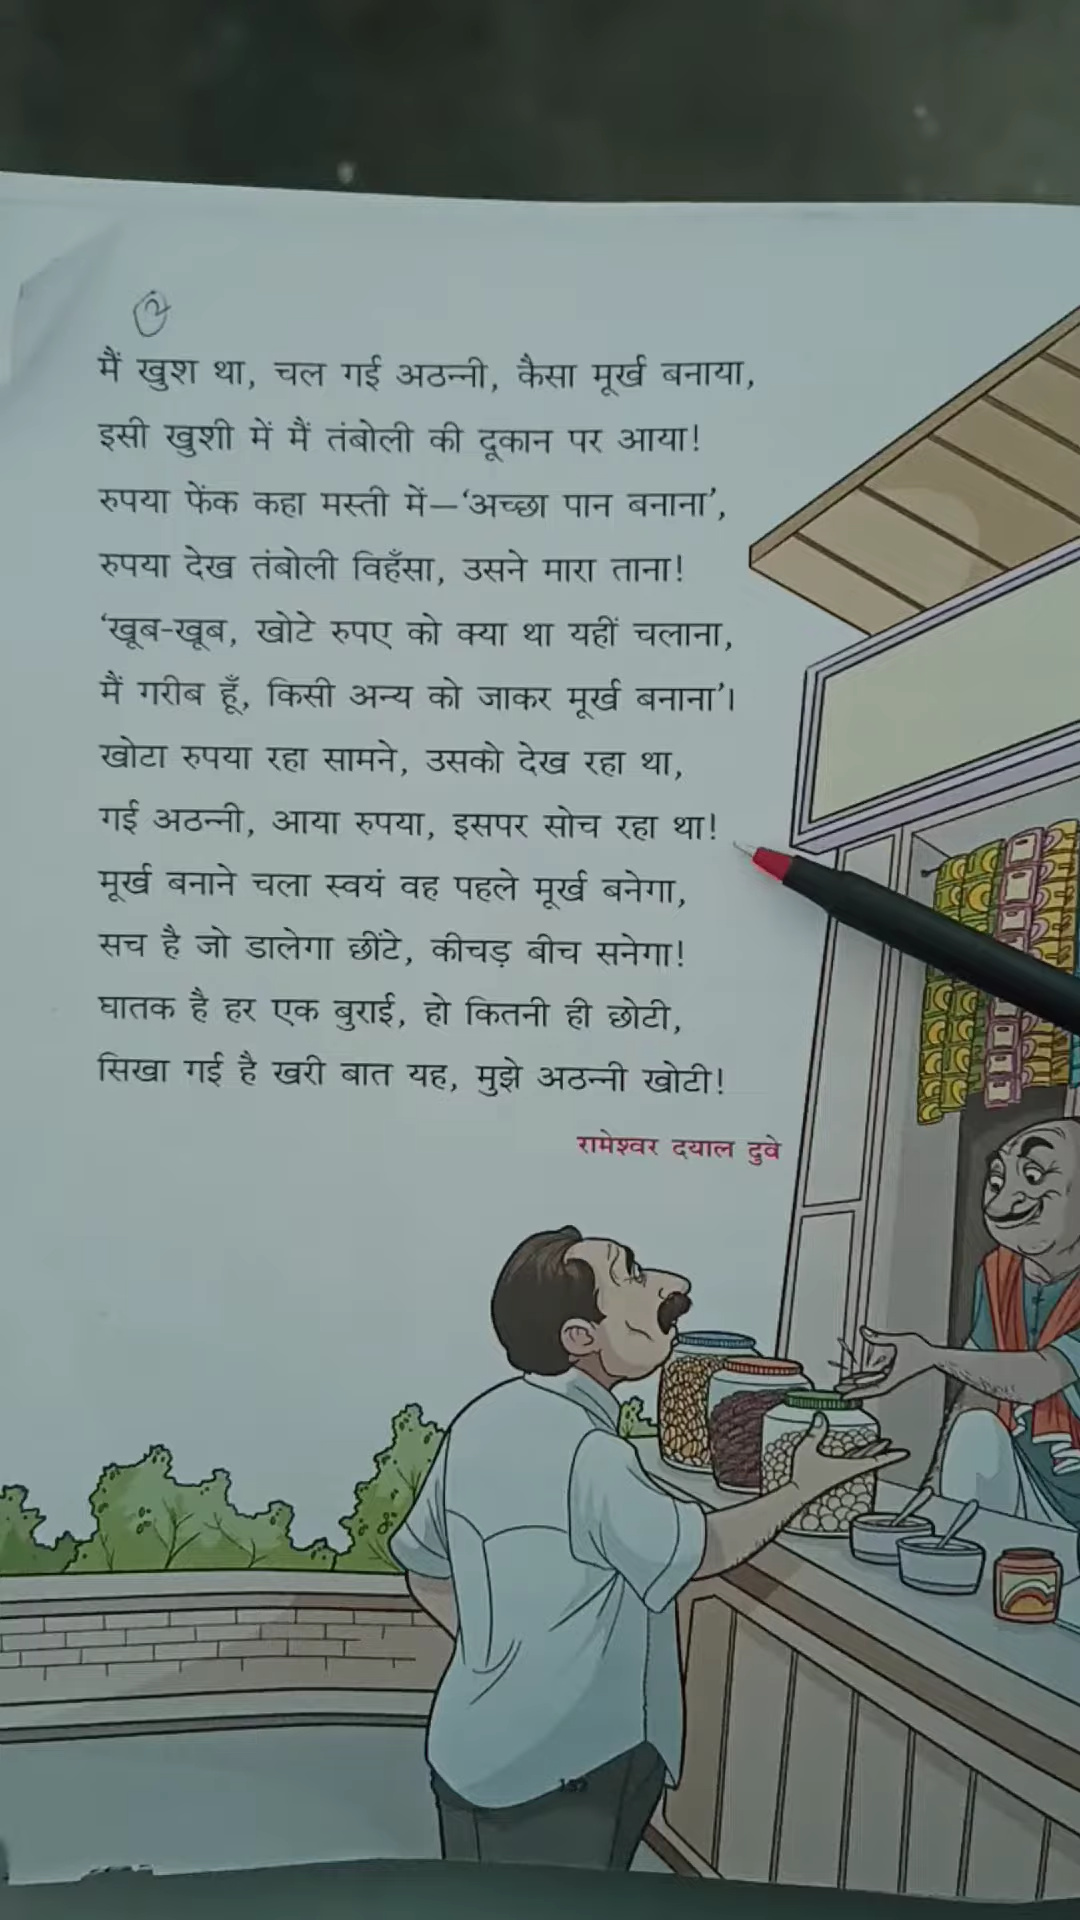 २
मैं खुश था, चल गई अठन्नी, कैसा मूर्ख बनाया,
इसी खुशी में मैं तंबोली की दूकान पर आया!
रुपया फेंक कहा मस्ती में—‘अच्छा पान बनाना’,
रुपया देख तंबोली विहँसा, उसने मारा ताना!
‘खूब-खूब, खोटे रुपए को क्या था यहीं चलाना,
मैं गरीब हूँ, किसी अन्य को जाकर मूर्ख बनाना’।
खोटा रुपया रहा सामने, उसको देख रहा था,
गई अठन्नी, आया रुपया, इसपर सोच रहा था!
मूर्ख बनाने चला स्वयं वह पहले मूर्ख बनेगा,
सच है जो डालेगा छींटे, कीचड़ बीच सनेगा!
घातक है हर एक बुराई, हो कितनी ही छोटी,
सिखा गई है खरी बात यह, मुझे अठन्नी खोटी!
रामेश्वर दयाल दुवे